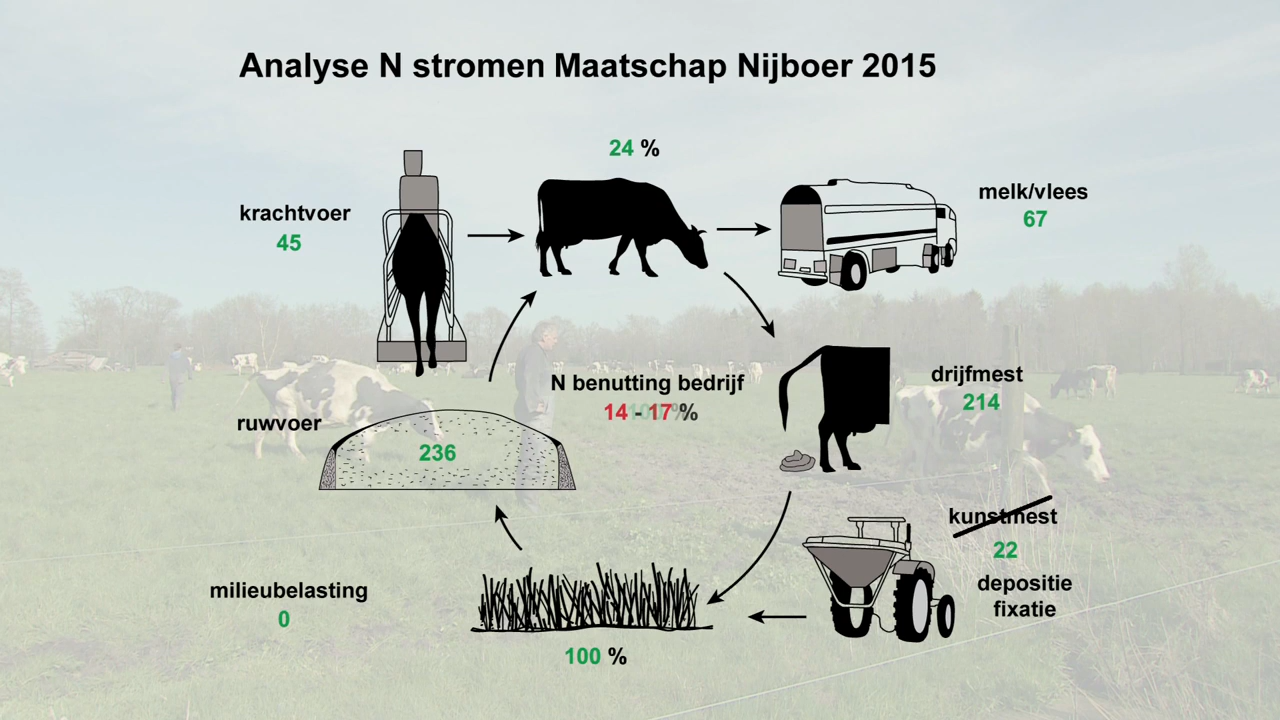 Analyse N stromen Maatschap Nijboer 2015
24 %
krachtvoer
45
melk/vlees
67
N benutting bedrijf
14 - 17 %
drijfmest
214
ruwvoer
236
kunstmest
22
depositie
fixatie
milieubelasting
0
100 %